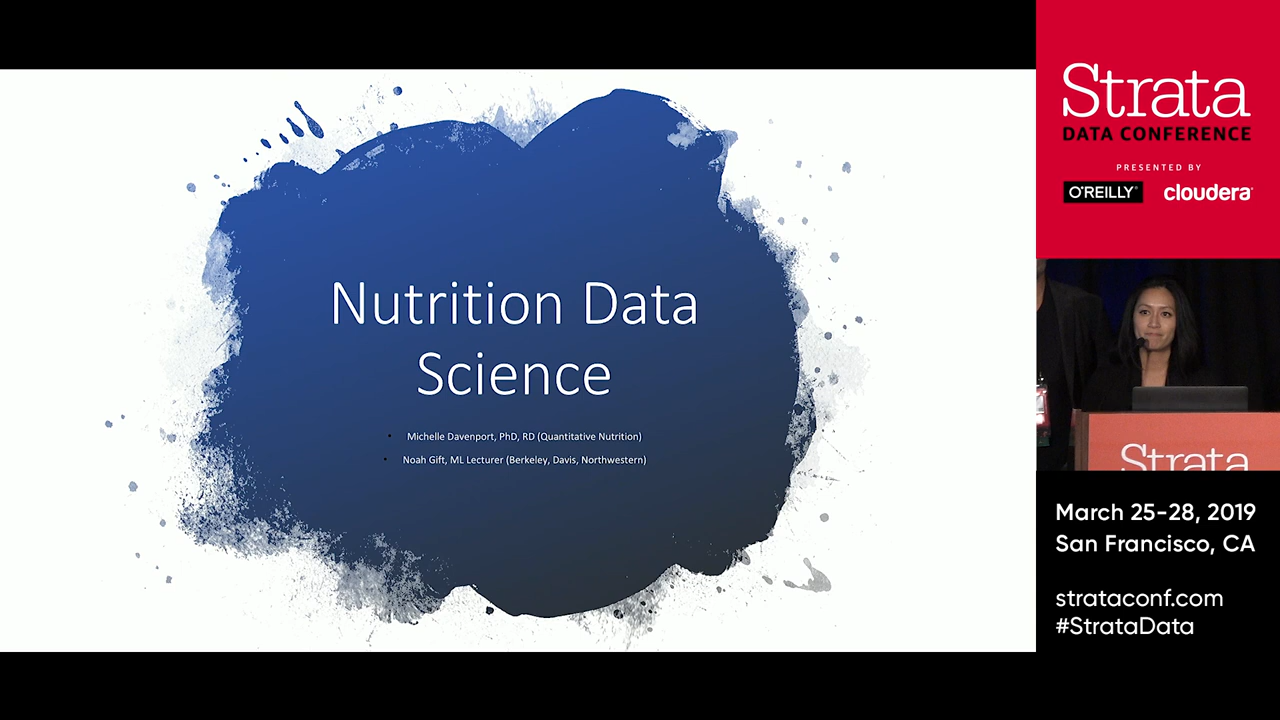 Nutrition Data
Science
• Michelle Davenport, PhD, RD (Quantitative Nutrition)
• Noah Gift, ML Lecturer (Berkeley, Davis, Northwestern)
Strata
DATA CONFERENCE
PRESENTED BY
O'REILLY® cloudera®
Strata
March 25-28, 2019
San Francisco, CA
strataconf.com
#StrataData